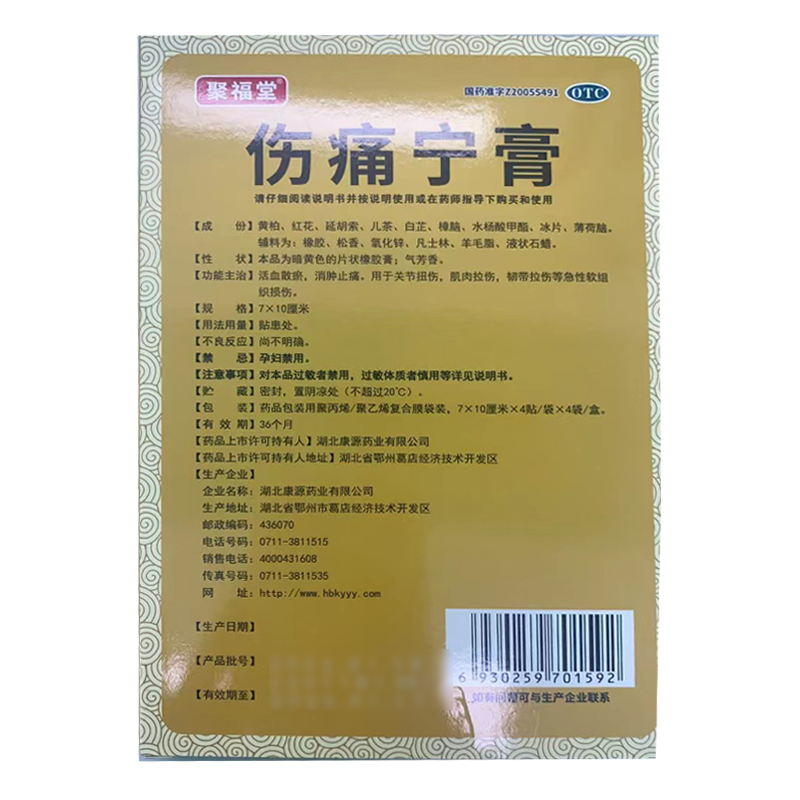 聚福堂®
国药准字Z20055491 OTC
伤痛宁膏
请仔细阅读说明书并按说明使用或在药师指导下购买和使用
【成 份】黄柏、红花、延胡索、儿茶、白芷、樟脑、水杨酸甲酯、冰片、薄荷脑。
辅料为：橡胶、松香、氧化锌、凡士林、羊毛脂、液状石蜡。
【性 状】本品为暗黄色的片状橡胶膏；气芳香。
【功能主治】活血散瘀，消肿止痛。用于关节扭伤，肌肉拉伤，韧带拉伤等急性软组
织损伤。
【规 格】7×10厘米
【用法用量】贴患处。
【不良反应】尚不明确。
【禁 忌】孕妇禁用。
【注意事项】对本品过敏者禁用，过敏体质者慎用等详见说明书。
【贮 藏】密封，置阴凉处（不超过20℃）。
【包 装】药品包装用聚丙烯/聚乙烯复合膜袋装，7×10厘米×4贴/袋×4袋/盒。
【有 效 期】36个月
【药品上市许可持有人】湖北康源药业有限公司
【药品上市许可持有人地址】湖北省鄂州葛店经济技术开发区
【生产企业】
企业名称：湖北康源药业有限公司
生产地址：湖北省鄂州市葛店经济技术开发区
邮政编码：436070
电话号码：0711-3811515
销售电话：4000431608
传真号码：0711-3811535
网 址：http://www.hbkyyy.com
【生产日期】
【产品批号】
【有效期至】
6 930259 701592
如有问题可与生产企业联系